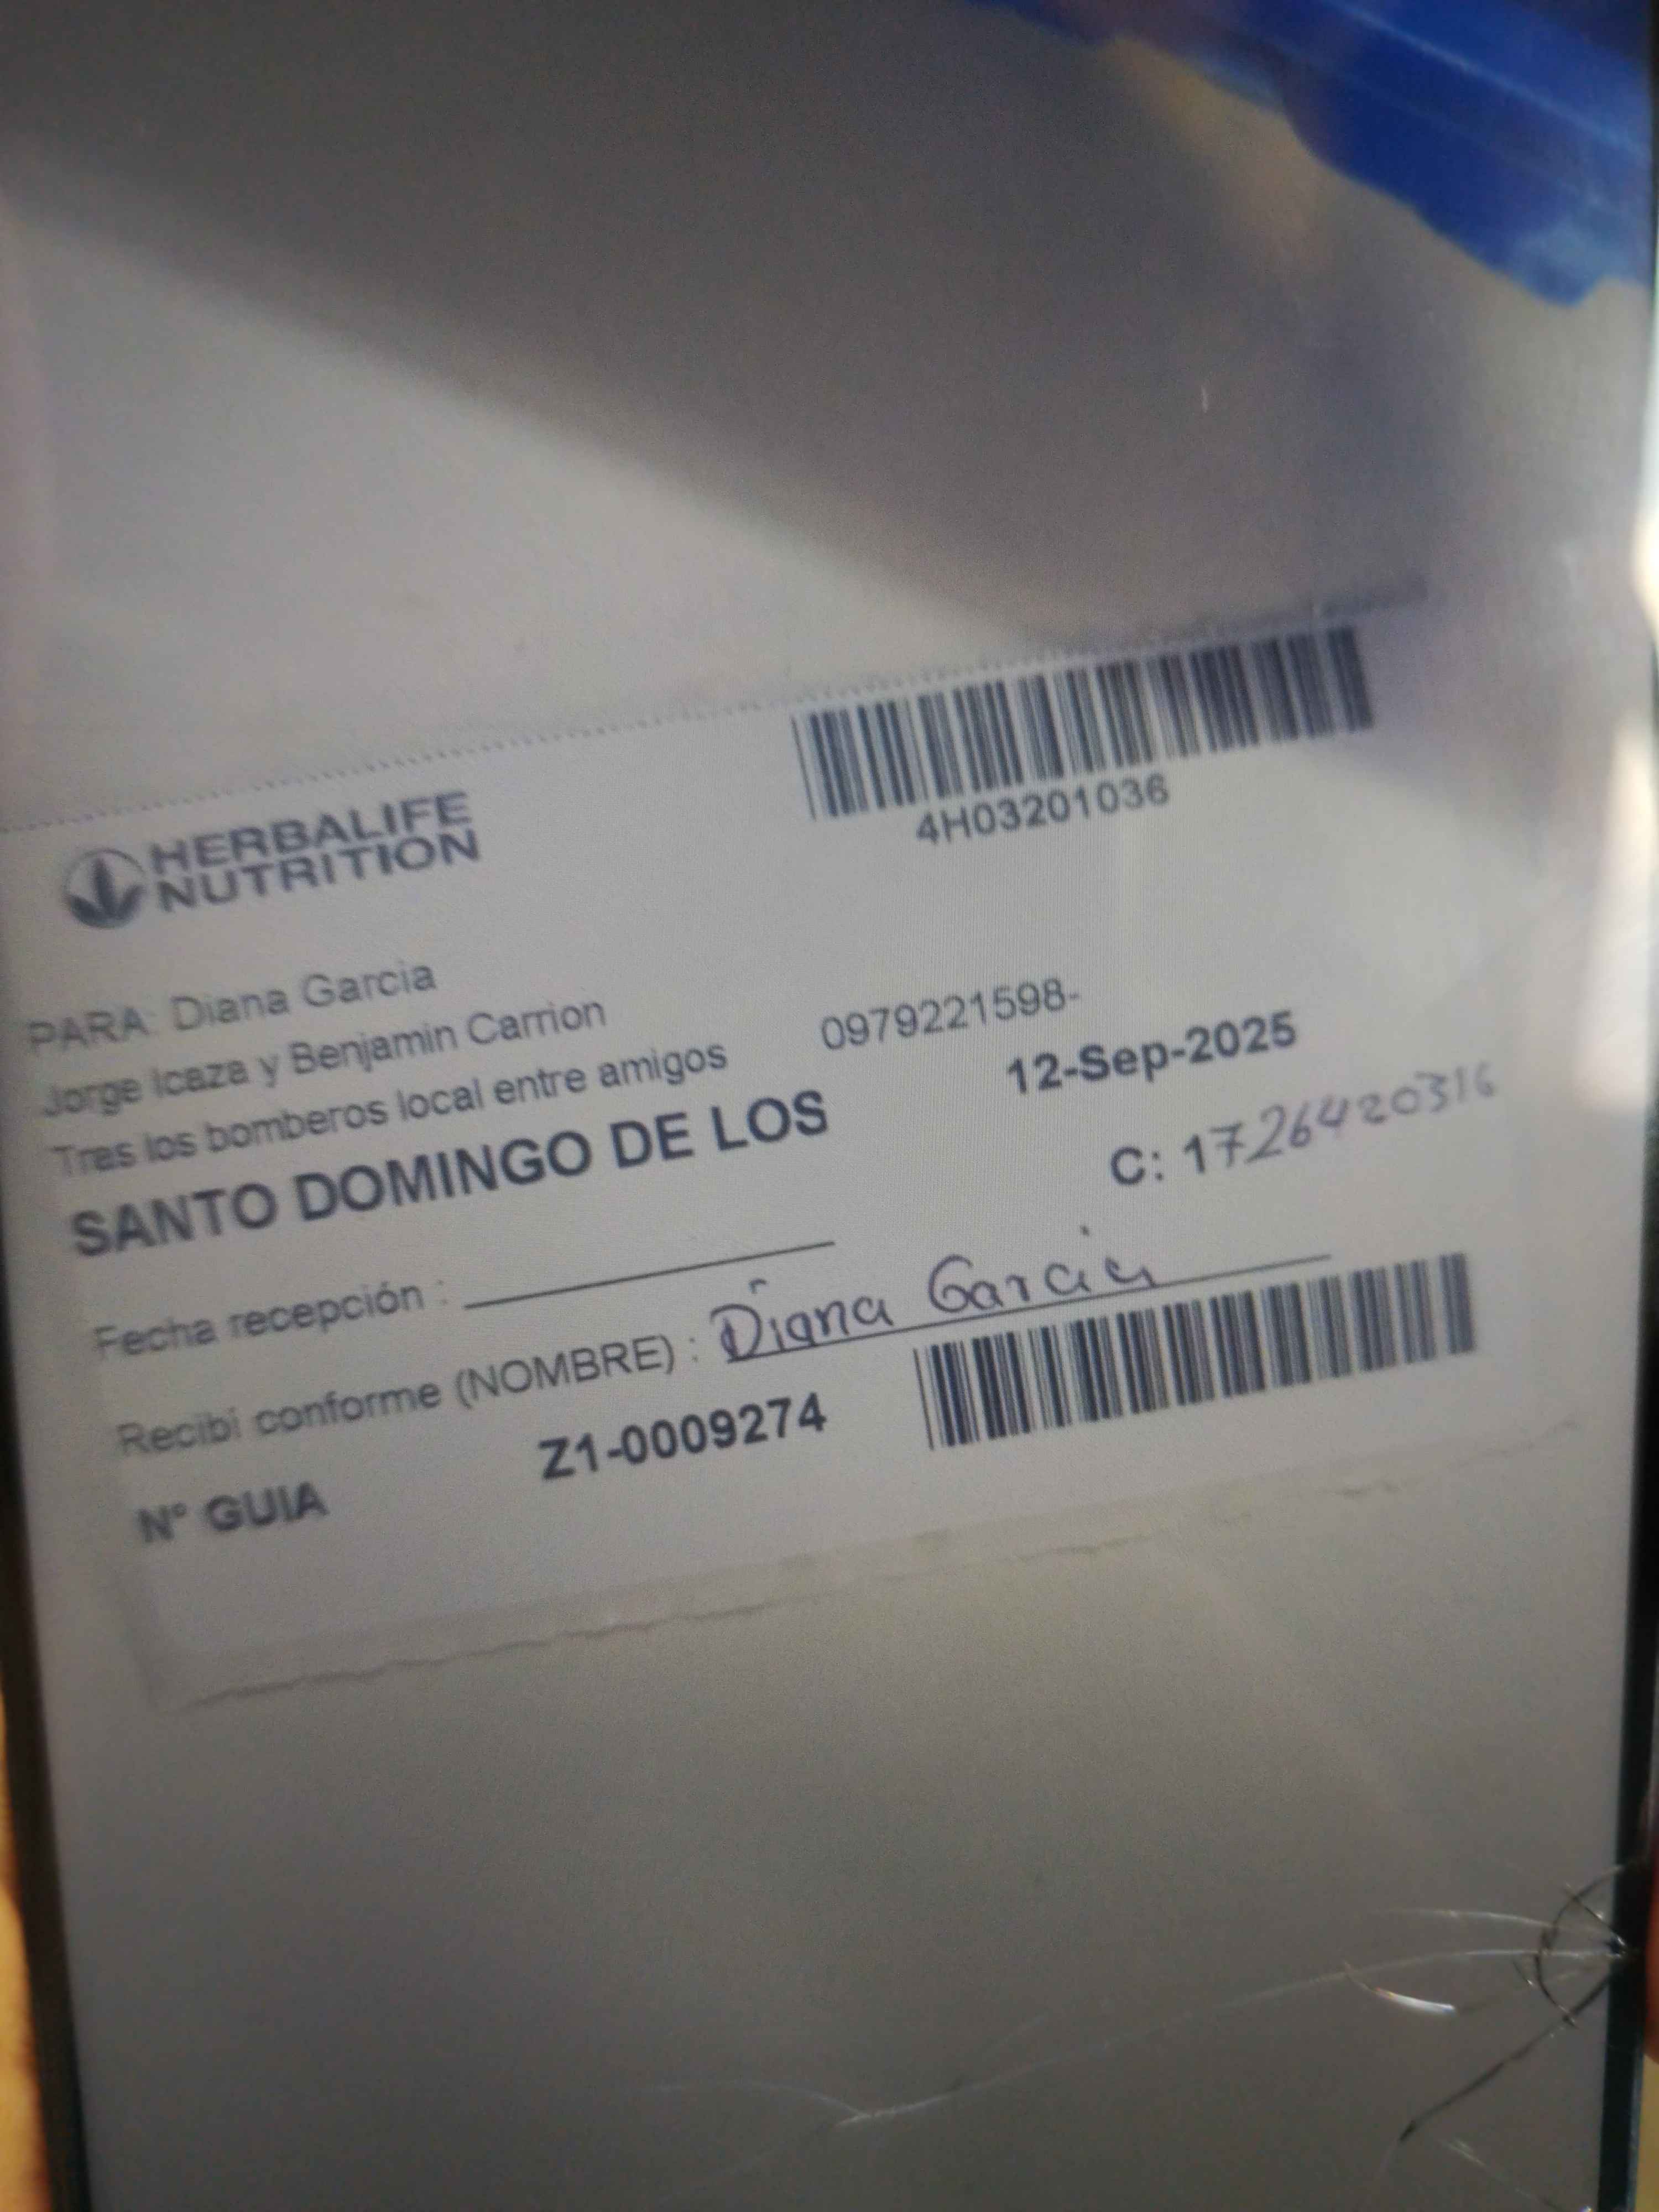 HERBALIFE
NUTRITION
4H03201036
PARA: Diana Garcia
Jorge Icaza y Benjamin Carrion
Tras los bomberos local entre amigos
0979221598-
SANTO DOMINGO DE LOS
12-Sep-2025
C: 1726420316
Fecha recepción :
Recibí conforme (NOMBRE) : Diana Garcia
N° GUIA
Z1-0009274